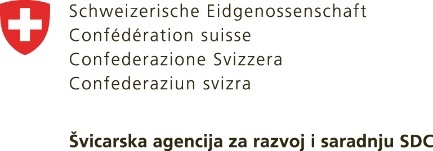 Schweizerische Eidgenossenschaft
Confédération suisse
Confederazione Svizzera
Confederaziun svizra
Švicarska agencija za razvoj i saradnju SDC